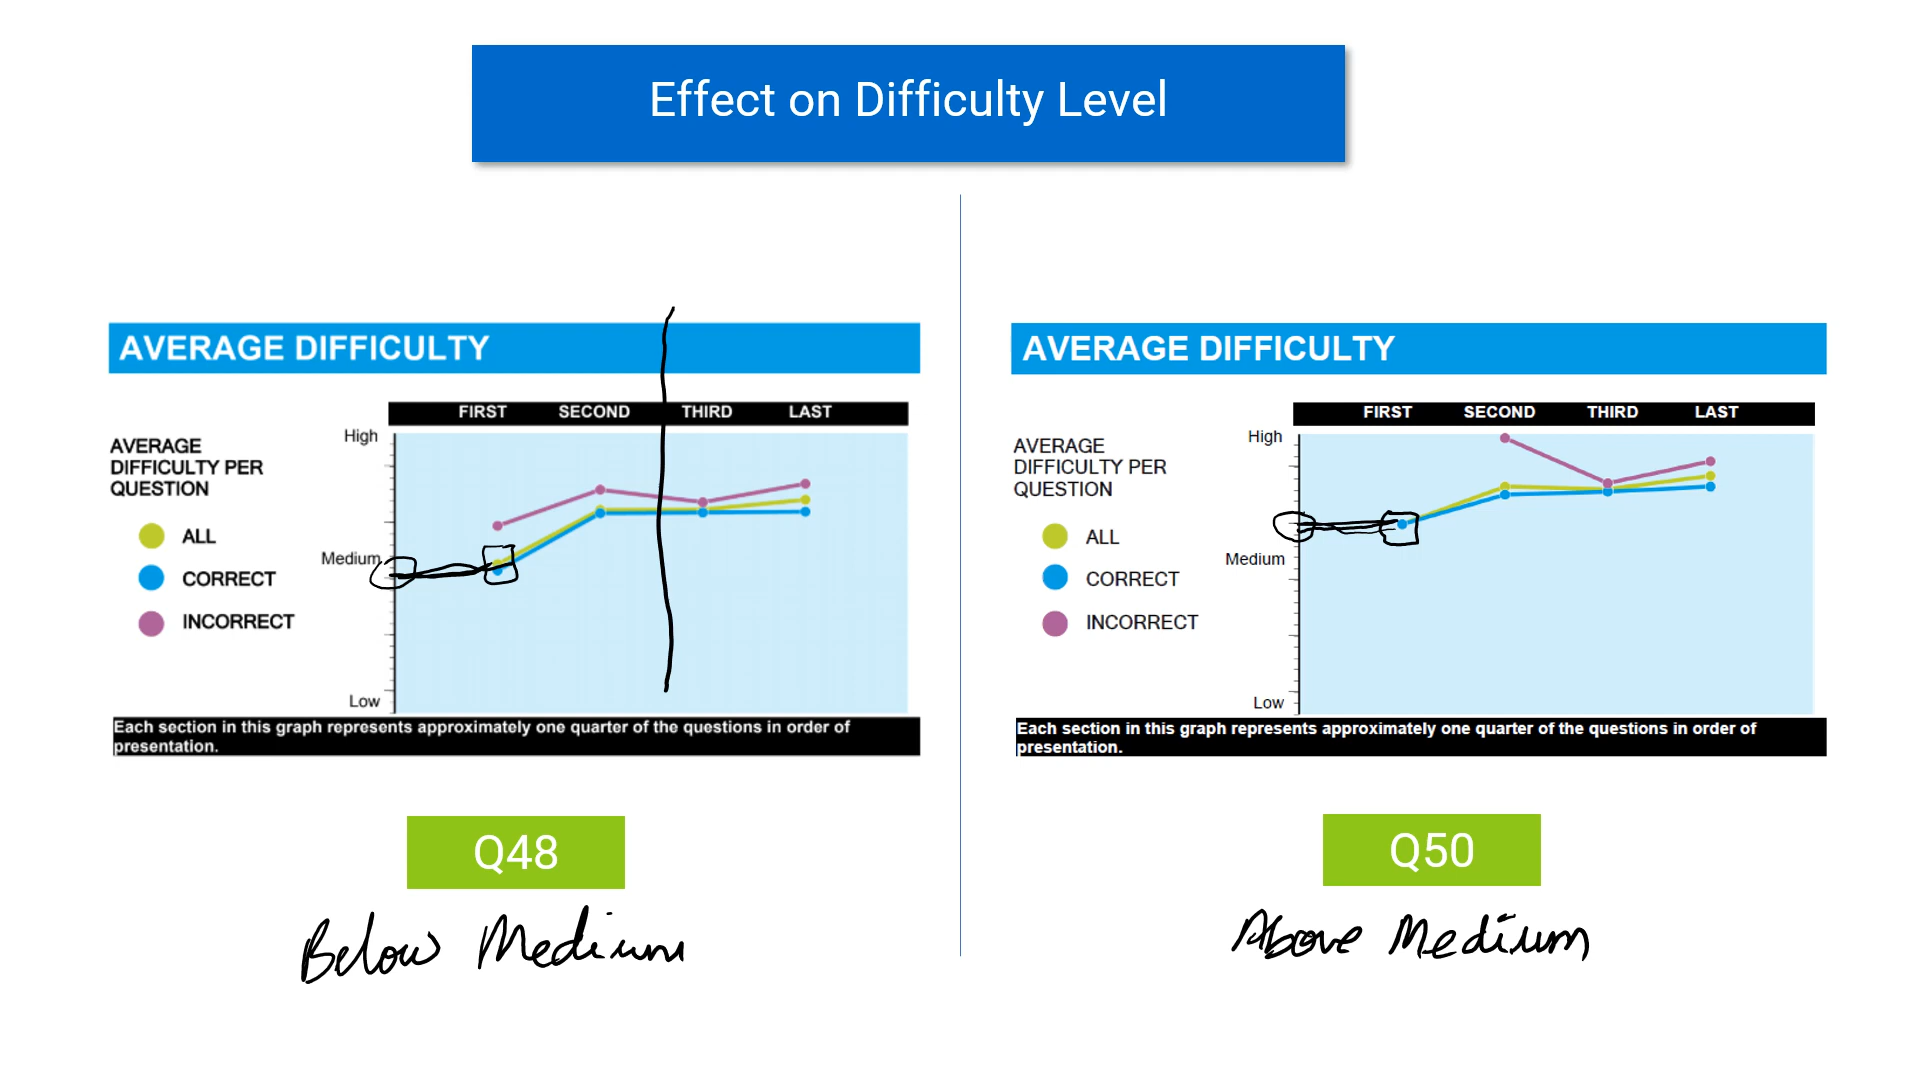 Effect on Difficulty Level
AVERAGE DIFFICULTY
FIRST SECOND THIRD LAST
AVERAGE
DIFFICULTY PER
QUESTION
ALL
CORRECT
INCORRECT
High
Medium
Low
Each section in this graph represents approximately one quarter of the questions in order of
presentation.
Q48
Below Medium
AVERAGE DIFFICULTY
FIRST SECOND THIRD LAST
AVERAGE
DIFFICULTY PER
QUESTION
ALL
CORRECT
INCORRECT
High
Medium
Low
Each section in this graph represents approximately one quarter of the questions in order of
presentation.
Q50
Above Medium